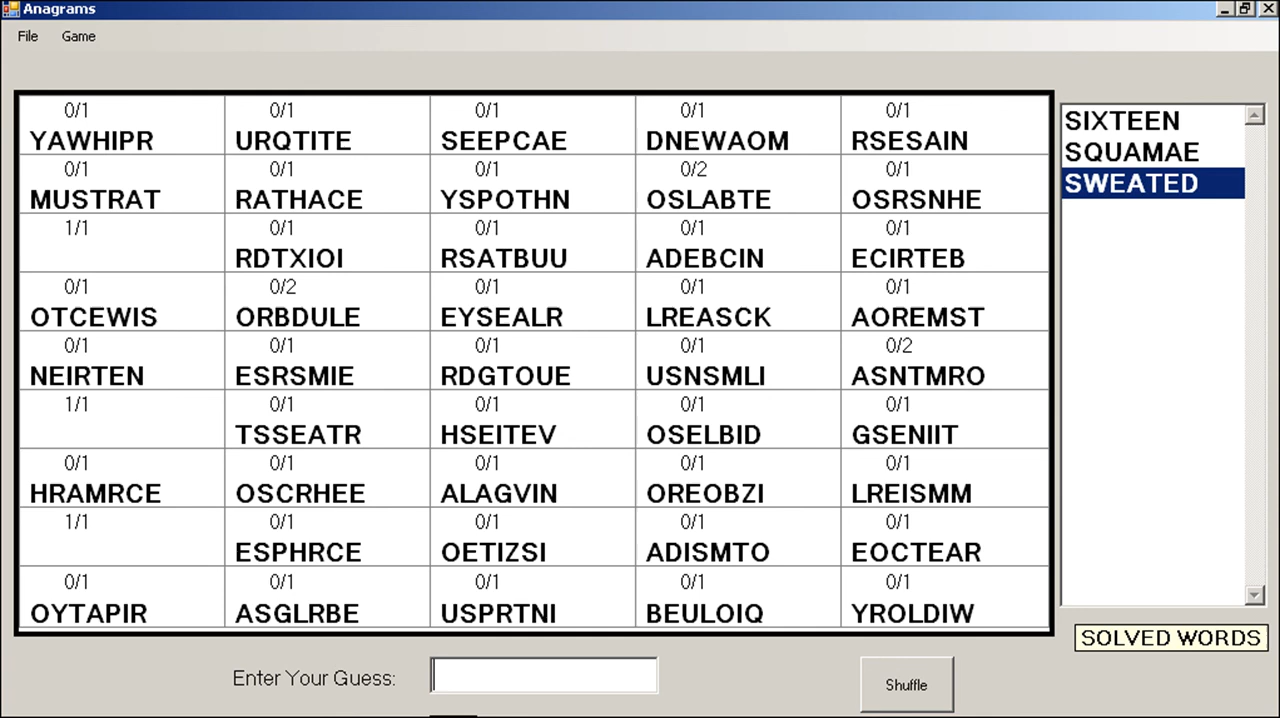 Anagrams
File Game
0/1 0/1 0/1 0/1 0/1
YAWHIPR URQTITE SEEPCAE DNEWAOM RSESAIN
0/1 0/1 0/1 0/2 0/1
MUSTRAT RATHACE YSPOTHN OSLABTE OSRSNHE
1/1 0/1 0/1 0/1 0/1
RDTXIOI RSATBUU ADEBCIN ECIRTEB
0/1 0/2 0/1 0/1 0/1
OTCEWIS ORBDULE EYSEALR LREASCK AOREMST
0/1 0/1 0/1 0/1 0/2
NEIRTEN ESRSMIE RDGTOUE USNSMLI ASNTMRO
1/1 0/1 0/1 0/1 0/1
TSSEATR HSEITEV OSELBID GSENIIT
0/1 0/1 0/1 0/1 0/1
HRAMRCE OSCRHEE ALAGVIN OREOBZI LREISMM
1/1 0/1 0/1 0/1 0/1
ESPHRCE OETIZSI ADISMTO EOCTEAR
0/1 0/1 0/1 0/1 0/1
OYTAPIR ASGLRBE USPRTNI BEULOIQ YROLDIW
SIXTEEN
SQUAMAE
SWEATED
SOLVED WORDS
Enter Your Guess:
Shuffle